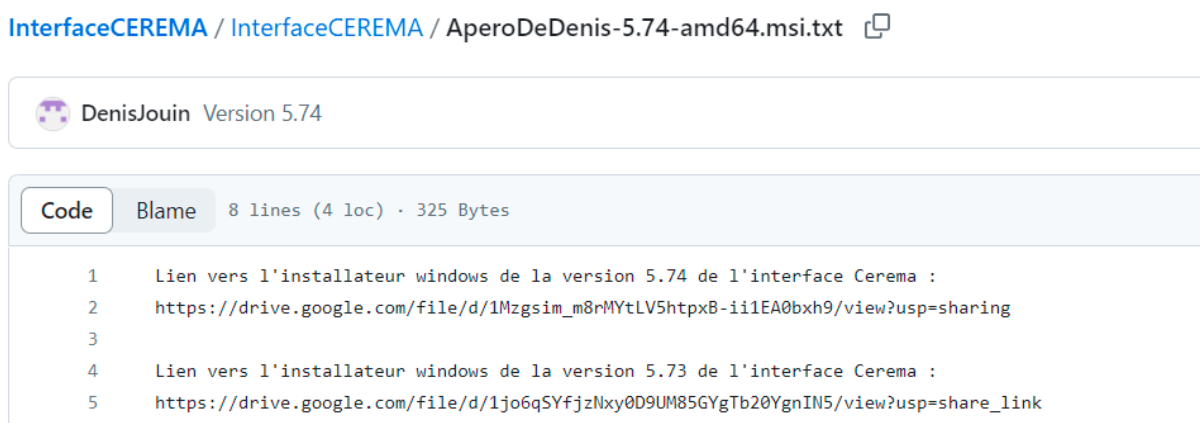 InterfaceCEREMA / InterfaceCEREMA / AperoDeDenis-5.74-amd64.msi.txt
DenisJouin Version 5.74
Code Blame 8 lines (4 loc) · 325 Bytes
1 Lien vers l'installateur windows de la version 5.74 de l'interface Cerema :
2 https://drive.google.com/file/d/1Mzgsim_m8rMYtLV5htpxB-ii1EA0bxh9/view?usp=sharing
3
4 Lien vers l'installateur windows de la version 5.73 de l'interface Cerema :
5 https://drive.google.com/file/d/1jo6qSYfjzNxy0D9UM85GYgTb20YgnIN5/view?usp=share_link